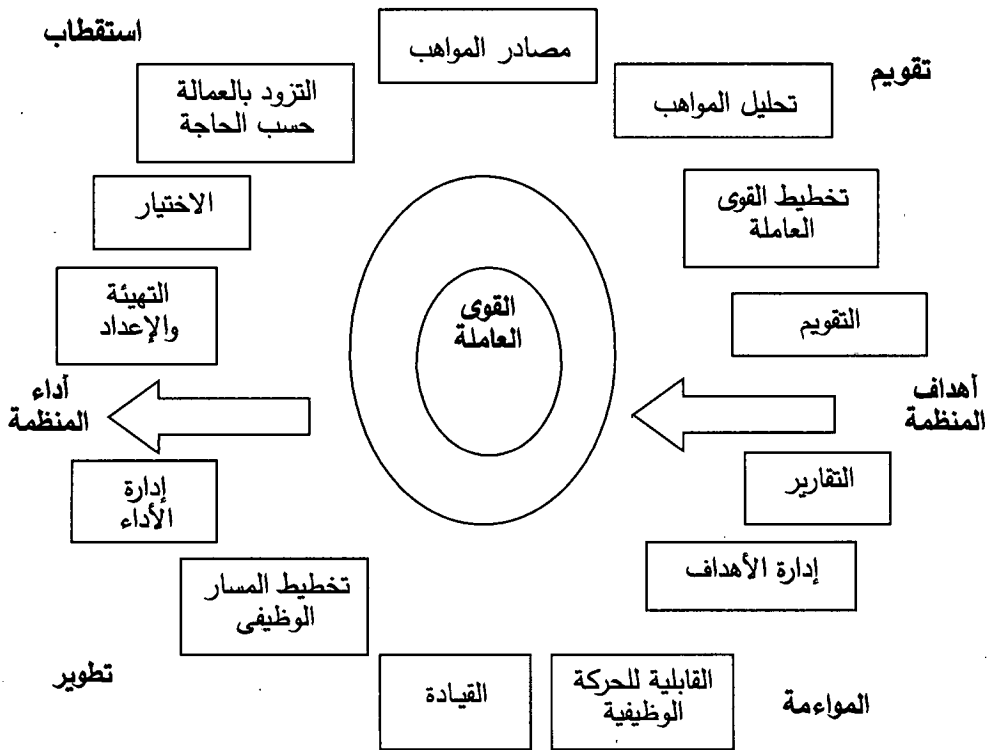 استقطاب
مصادر المواهب
تقويم
تحليل المواهب
التزود بالعمالة
حسب الحاجة
تخطيط القوى
العاملة
الاختيار
التقويم
التهيئة
والإعداد
القوى
العاملة
أهداف
المنظمة
أداء
المنظمة
التقارير
إدارة
الأداء
إدارة الأهداف
تخطيط المسار
الوظيفى
المواءمة
القابلية للحركة
الوظيفية
القيادة
تطوير